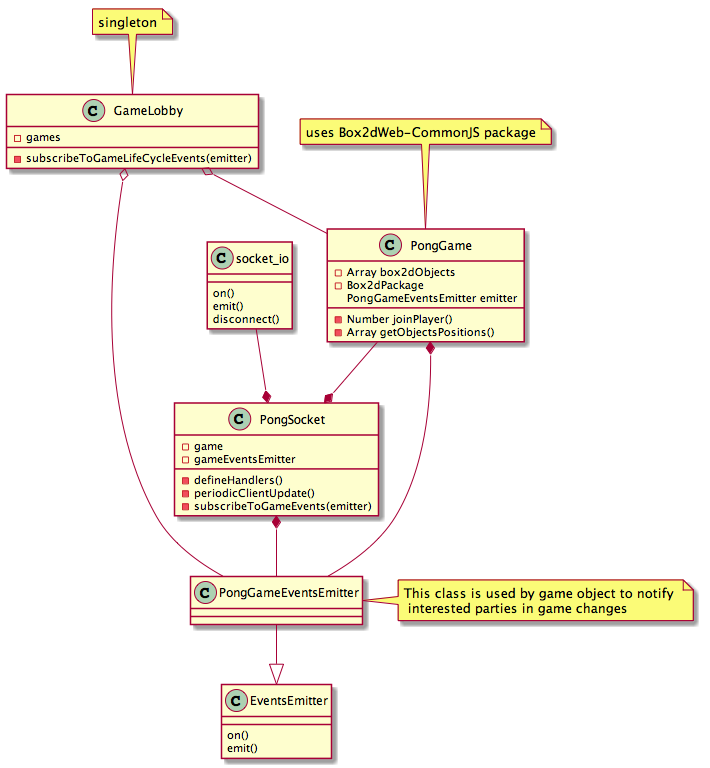 singleton
C GameLobby
games
subscribeToGameLifeCycleEvents(emitter)
uses Box2dWeb-CommonJS package
C PongGame
Array box2dObjects
Box2dPackage
PongGameEventsEmitter emitter
Number joinPlayer()
Array getObjectsPositions()
C socket_io
on()
emit()
disconnect()
C PongSocket
game
gameEventsEmitter
defineHandlers()
periodicClientUpdate()
subscribeToGameEvents(emitter)
C PongGameEventsEmitter
This class is used by game object to notify
interested parties in game changes
C EventsEmitter
on()
emit()